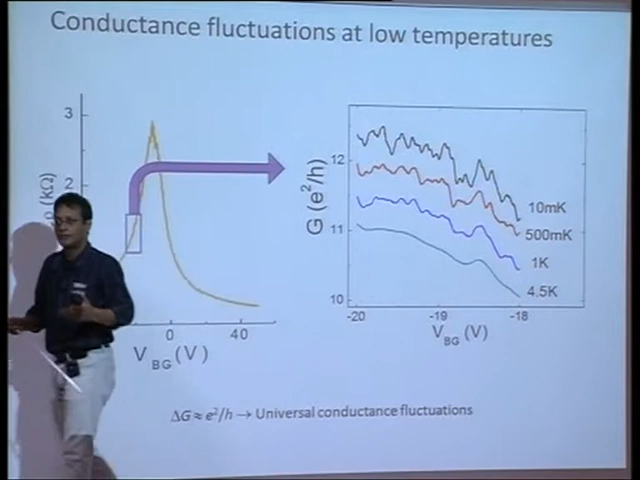 Conductance fluctuations at low temperatures
3
2
ρ (kΩ)
0
40
V_BG (V)
G (e²/h)
12
11
10
10mK
500mK
1K
4.5K
-20
-19
-18
V_BG (V)
ΔG ≈ e²/h → Universal conductance fluctuations